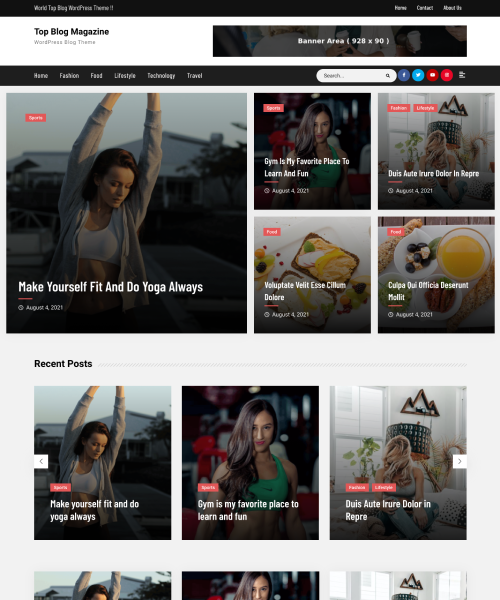 World Top Blog WordPress Theme !!
Home Contact About Us
Top Blog Magazine
WordPress Blog Theme
Banner Area ( 928 x 90 )
Home Fashion Food Lifestyle Technology Travel
Search...
Sports
Make Yourself Fit And Do Yoga Always
August 4, 2021
Sports
Gym Is My Favorite Place To
Learn And Fun
August 4, 2021
Fashion Lifestyle
Duis Aute Irure Dolor In Repre
August 4, 2021
Food
Voluptate Velit Esse Cillum
Dolore
August 4, 2021
Food
Culpa Qui Officia Deserunt
Mollit
August 4, 2021
Recent Posts
Sports
Make yourself fit and do
yoga always
Sports
Gym is my favorite place to
learn and fun
Fashion Lifestyle
Duis Aute Irure Dolor in
Repre